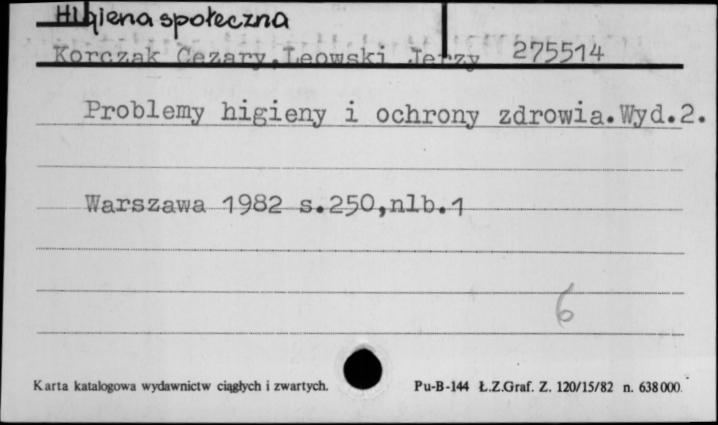 Higiena społeczna
Korczak Cezary, Leowski Jerzy 275514
Problemy higieny i ochrony zdrowia. Wyd.2.
Warszawa 1982 s.250,nlb.1
6
Karta katalogowa wydawnictw ciągłych i zwartych. Pu-B-144 Ł.Z.Graf. Z. 120/15/82 n. 638000.